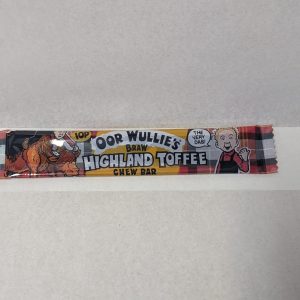 10P
OOR WULLIE'S
BRAW
HIGHLAND TOFFEE
CHEW BAR
THE
VERY
DAB!